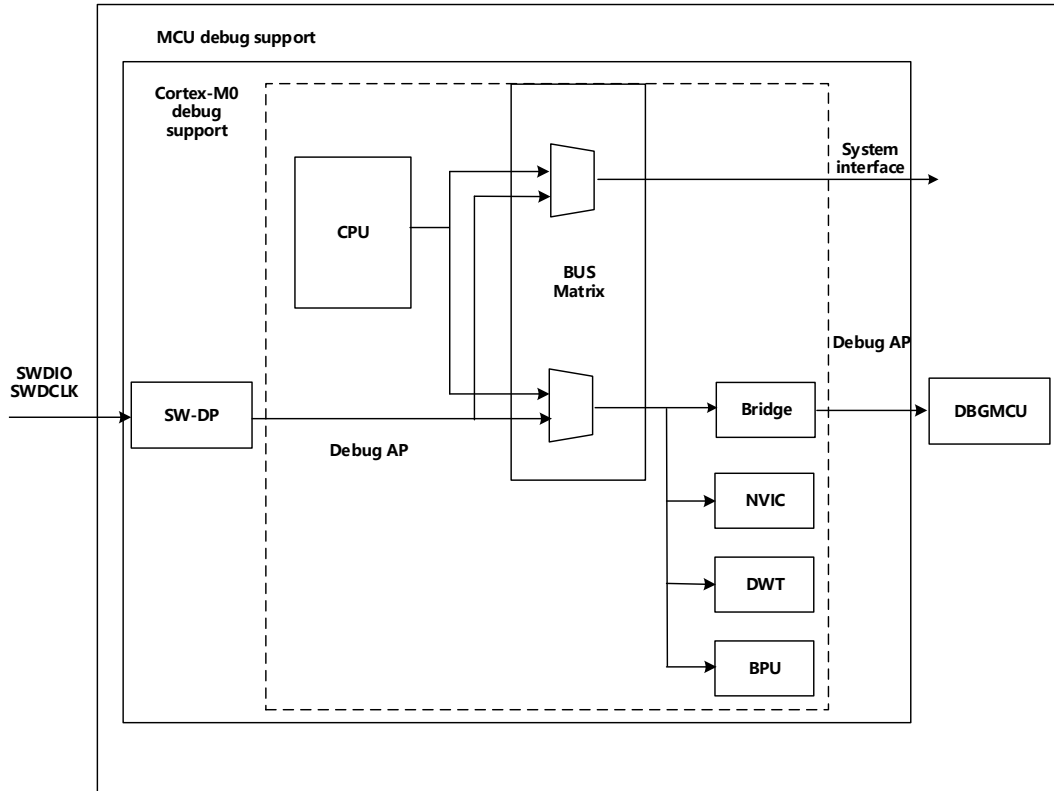 MCU debug support
Cortex-M0
debug
support
System
interface
CPU
BUS
Matrix
Debug AP
SWDIO
SWDCLK
SW-DP
Bridge
DBGMCU
Debug AP
NVIC
DWT
BPU